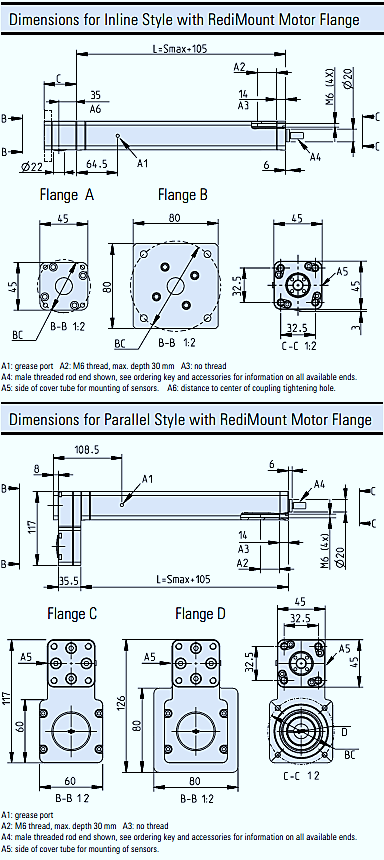 Dimensions for Inline Style with RediMount Motor Flange
L=Smax+105
A2
Ø20
M6 (4X)
C
35
A6
14
A3
C
B
B
A1
A4
C
Ø22
64.5
6
Flange A
Flange B
45
80
45
45
80
32.5
A5
45
BC
BC
32.5
3
B-B 1:2
B-B 1:2
C-C 1:2
A1: grease port A2: M6 thread, max. depth 30 mm A3: no thread
A4: male threaded rod end shown, see ordering key and accessories for information on all available ends.
A5: side of cover tube for mounting of sensors. A6: distance to center of coupling tightening hole.
Dimensions for Parallel Style with RediMount Motor Flange
108.5
8
A1
6
A4
B
C
117
14
A3
A2
M6 (4x)
Ø20
C
B
35.5
L=Smax+105
Flange C
Flange D
45
32.5
A5
A5
A5
117
60
126
80
32.5
45
D
BC
60
80
C-C 1 2
B-B 1 2
B-B 1:2
A1: grease port
A2: M6 thread, max. depth 30 mm A3: no thread
A4: male threaded rod end shown, see ordering key and accessories for information on all available ends.
A5: side of cover tube for mounting of sensors.